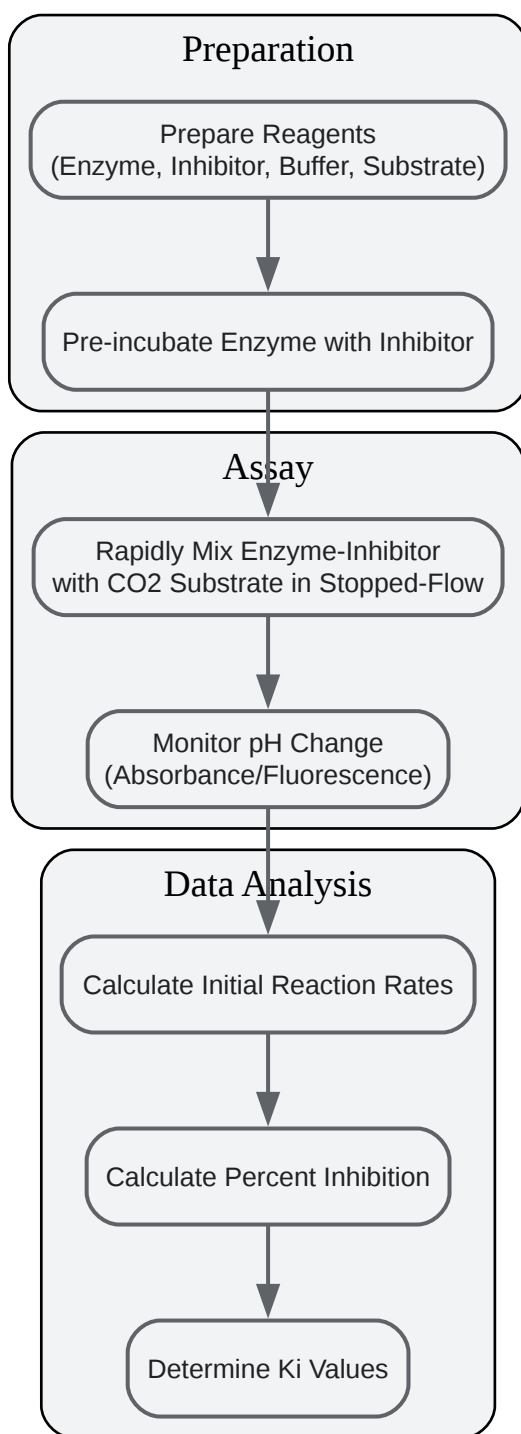 Preparation
Prepare Reagents
(Enzyme, Inhibitor, Buffer, Substrate)
Pre-incubate Enzyme with Inhibitor
Assay
Rapidly Mix Enzyme-Inhibitor
with CO2 Substrate in Stopped-Flow
Monitor pH Change
(Absorbance/Fluorescence)
Data Analysis
Calculate Initial Reaction Rates
Calculate Percent Inhibition
Determine Ki Values